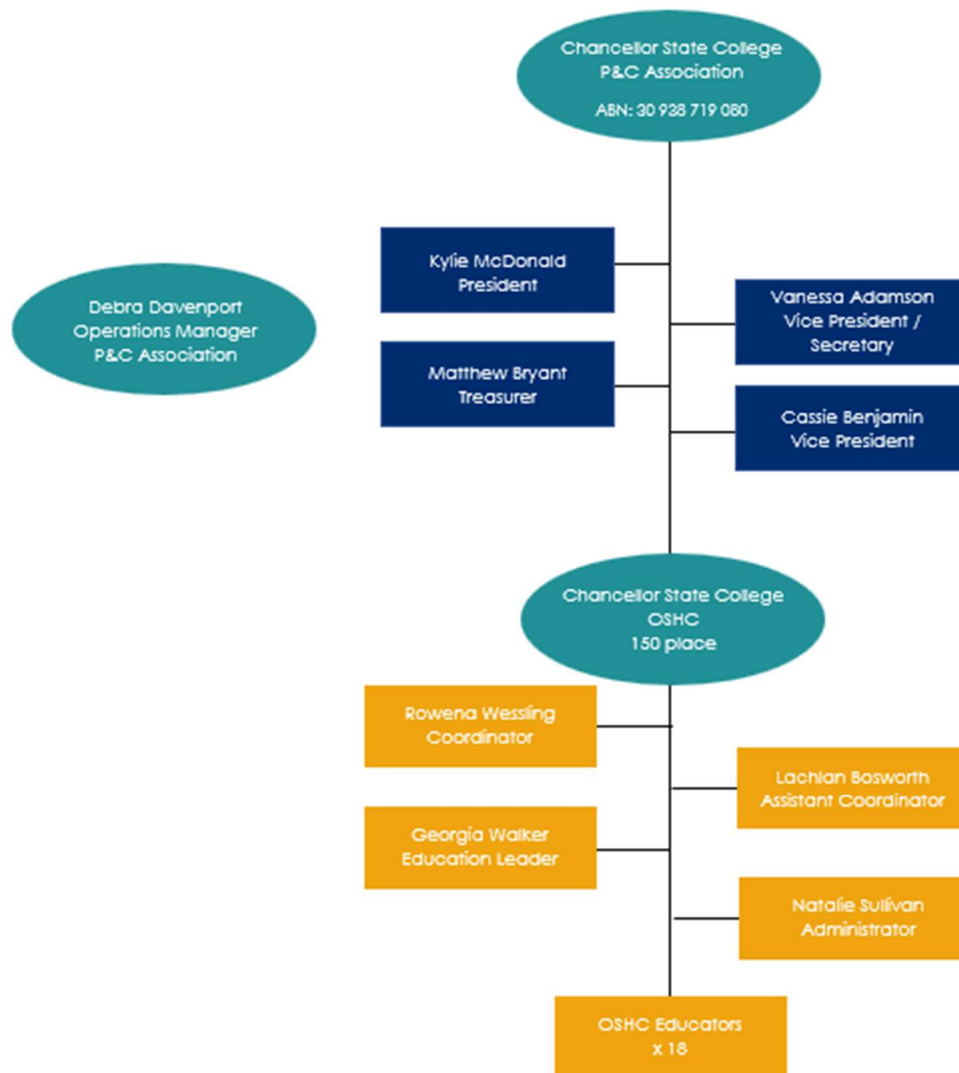 Chancellor State College
P&C Association
ABN: 30 938 719 080
Kylie McDonald
President
Debra Davenport
Operations Manager
P&C Association
Vanessa Adamson
Vice President /
Secretary
Matthew Bryant
Treasurer
Cassie Benjamin
Vice President
Chancellor State College
OSHC
150 place
Rowena Wessling
Coordinator
Lachlan Bosworth
Assistant Coordinator
Georgia Walker
Education Leader
Natalie Sullivan
Administrator
OSHC Educators
x 18